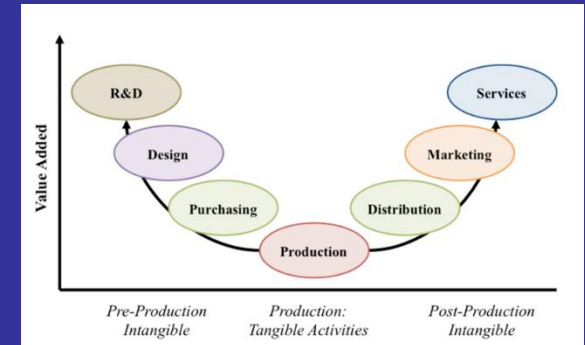 Value Added
R&D
Services
Design
Marketing
Purchasing
Distribution
Production
Pre-Production
Intangible
Production:
Tangible Activities
Post-Production
Intangible